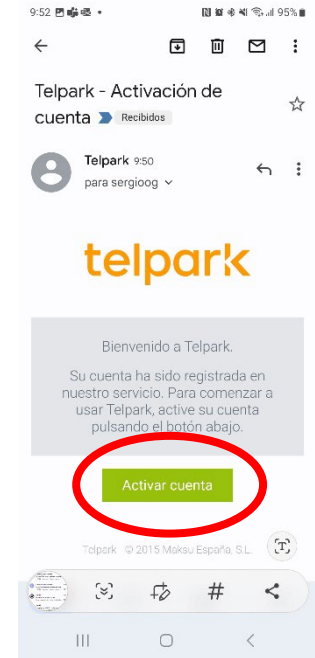 9:52
95%
Telpark - Activación de
cuenta Recibidos
Telpark 9:50
para sergioog
telpark
Bienvenido a Telpark.
Su cuenta ha sido registrada en
nuestro servicio. Para comenzar a
usar Telpark, active su cuenta
pulsando el botón abajo.
Activar cuenta
Telpark © 2015 Maksu España, S.L.
T
#